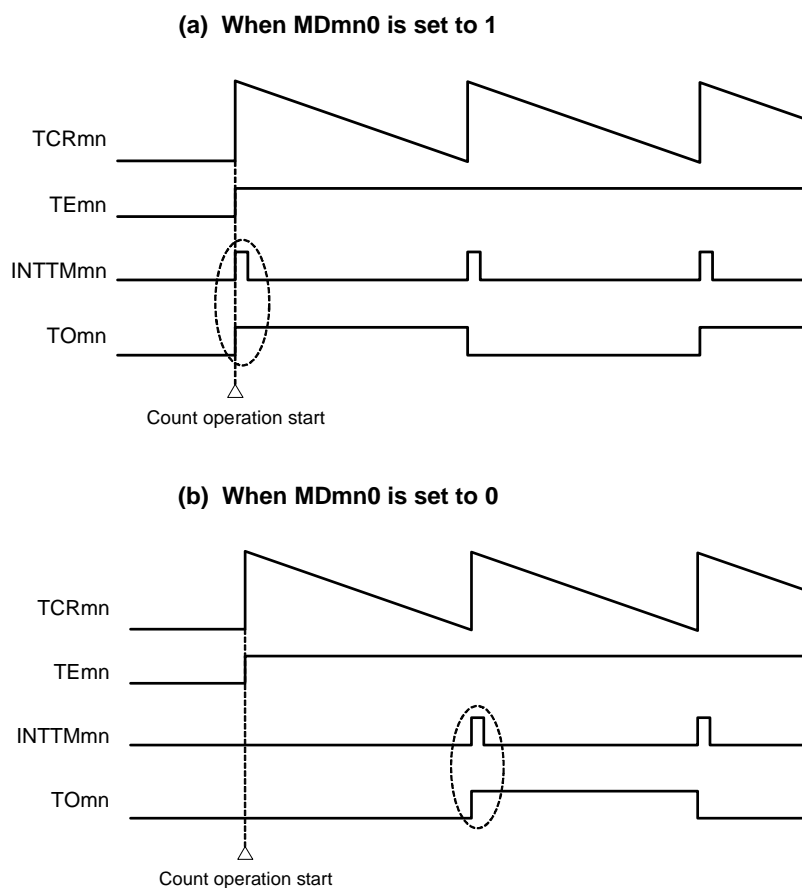 (a) When MDmn0 is set to 1
TCRmn
TEmn
INTTMmn
TOmn
Count operation start
(b) When MDmn0 is set to 0
TCRmn
TEmn
INTTMmn
TOmn
Count operation start